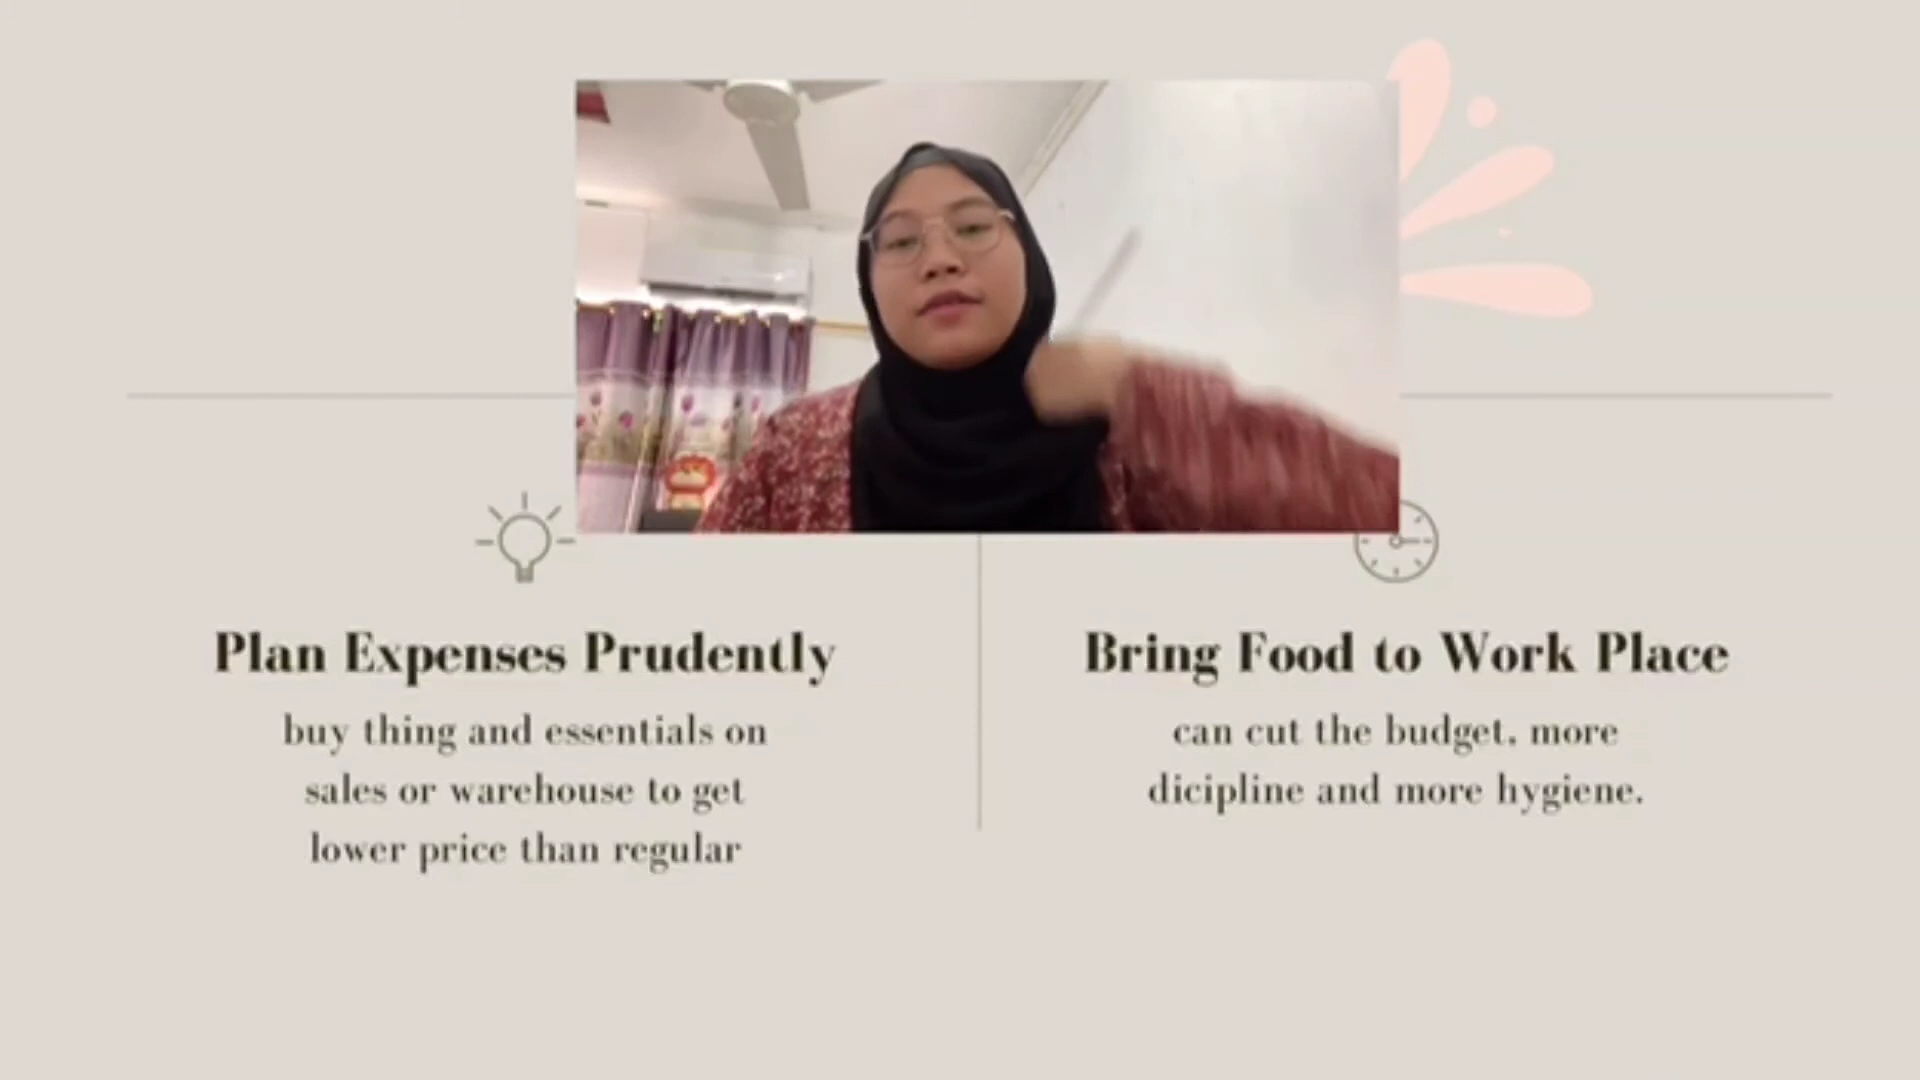 Plan Expenses Prudently
buy thing and essentials on
sales or warehouse to get
lower price than regular
Bring Food to Work Place
can cut the budget, more
dicipline and more hygiene.